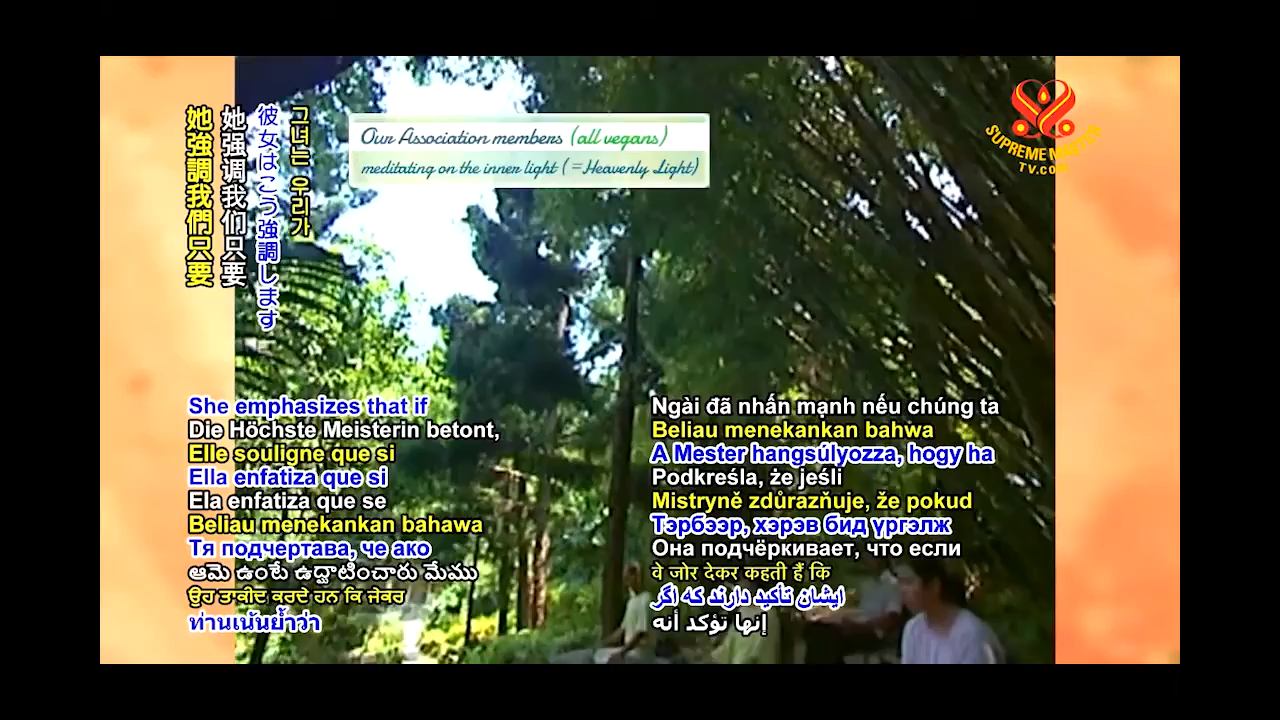 그녀는 우리가
彼女はこう強調します
她强调我们只要
她強調我們只要
Our Association members (all vegans)
meditating on the inner light (=Heavenly Light)
SUPREME MASTER
TV.com
She emphasizes that if
Die Höchste Meisterin betont,
Elle souligne que si
Ella enfatiza que si
Ela enfatiza que se
Beliau menekankan bahawa
Тя подчертава, че ако
ఆమె ఉంటే ఉద్ఘాటించారు మేము
ਉਹ ਤਾਕੀਦ ਕਰਦੇ ਹਨ ਕਿ ਜੇਕਰ
ท่านเน้นย้ำว่า
Ngài đã nhấn mạnh nếu chúng ta
Beliau menekankan bahwa
A Mester hangsúlyozza, hogy ha
Podkreśla, że jeśli
Mistryně zdůrazňuje, že pokud
Тэрбээр, хэрэв бид үргэлж
Она подчёркивает, что если
वे जोर देकर कहती हैं कि
ایشان تأکید دارند که اگر
إنها تؤكد أنه